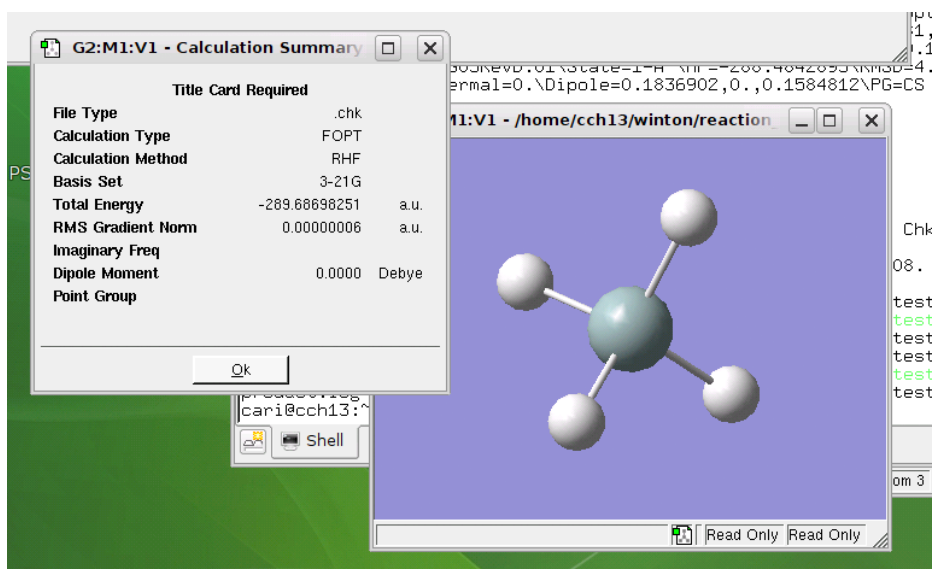 G2:M1:V1 - Calculation Summary
Title Card Required
File Type .chk
Calculation Type FOPT
Calculation Method RHF
Basis Set 3-21G
Total Energy -289.68698251 a.u.
RMS Gradient Norm 0.00000006 a.u.
Imaginary Freq
Dipole Moment 0.0000 Debye
Point Group
Ok
ermal=0.\Dipole=0.1836902,0.,0.1584812\PG=CS
M1:V1 - /home/cch13/winton/reaction_
PS
Chk
08.
test
test
test
test
test
test
cari@cch13:~
Shell
om 3
Read Only Read Only